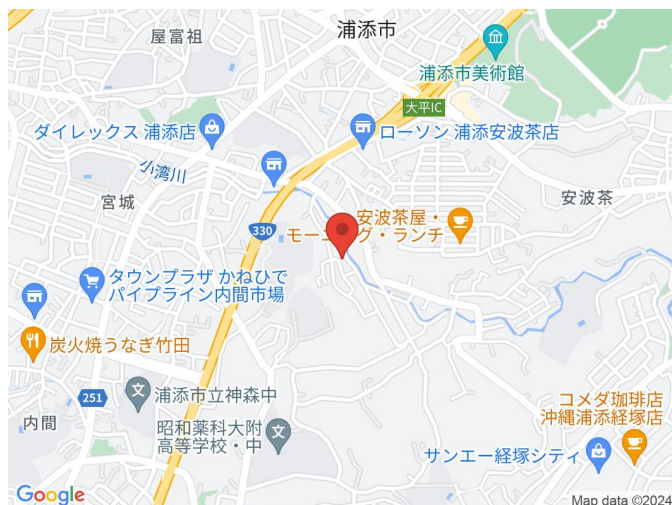 屋富祖
浦添市
浦添市美術館
大平IC
ダイレックス 浦添店
ローソン 浦添安波茶店
小湾川
宮城
安波茶
330
安波茶屋・
モーニング・ランチ
タウンプラザ かねひで
パイプライン内間市場
炭火焼うなぎ竹田
251
浦添市立神森中
内間
昭和薬科大附
高等学校・中
コメダ珈琲店
沖縄浦添経塚店
サンエー経塚シティ
Google
Map data ©2024